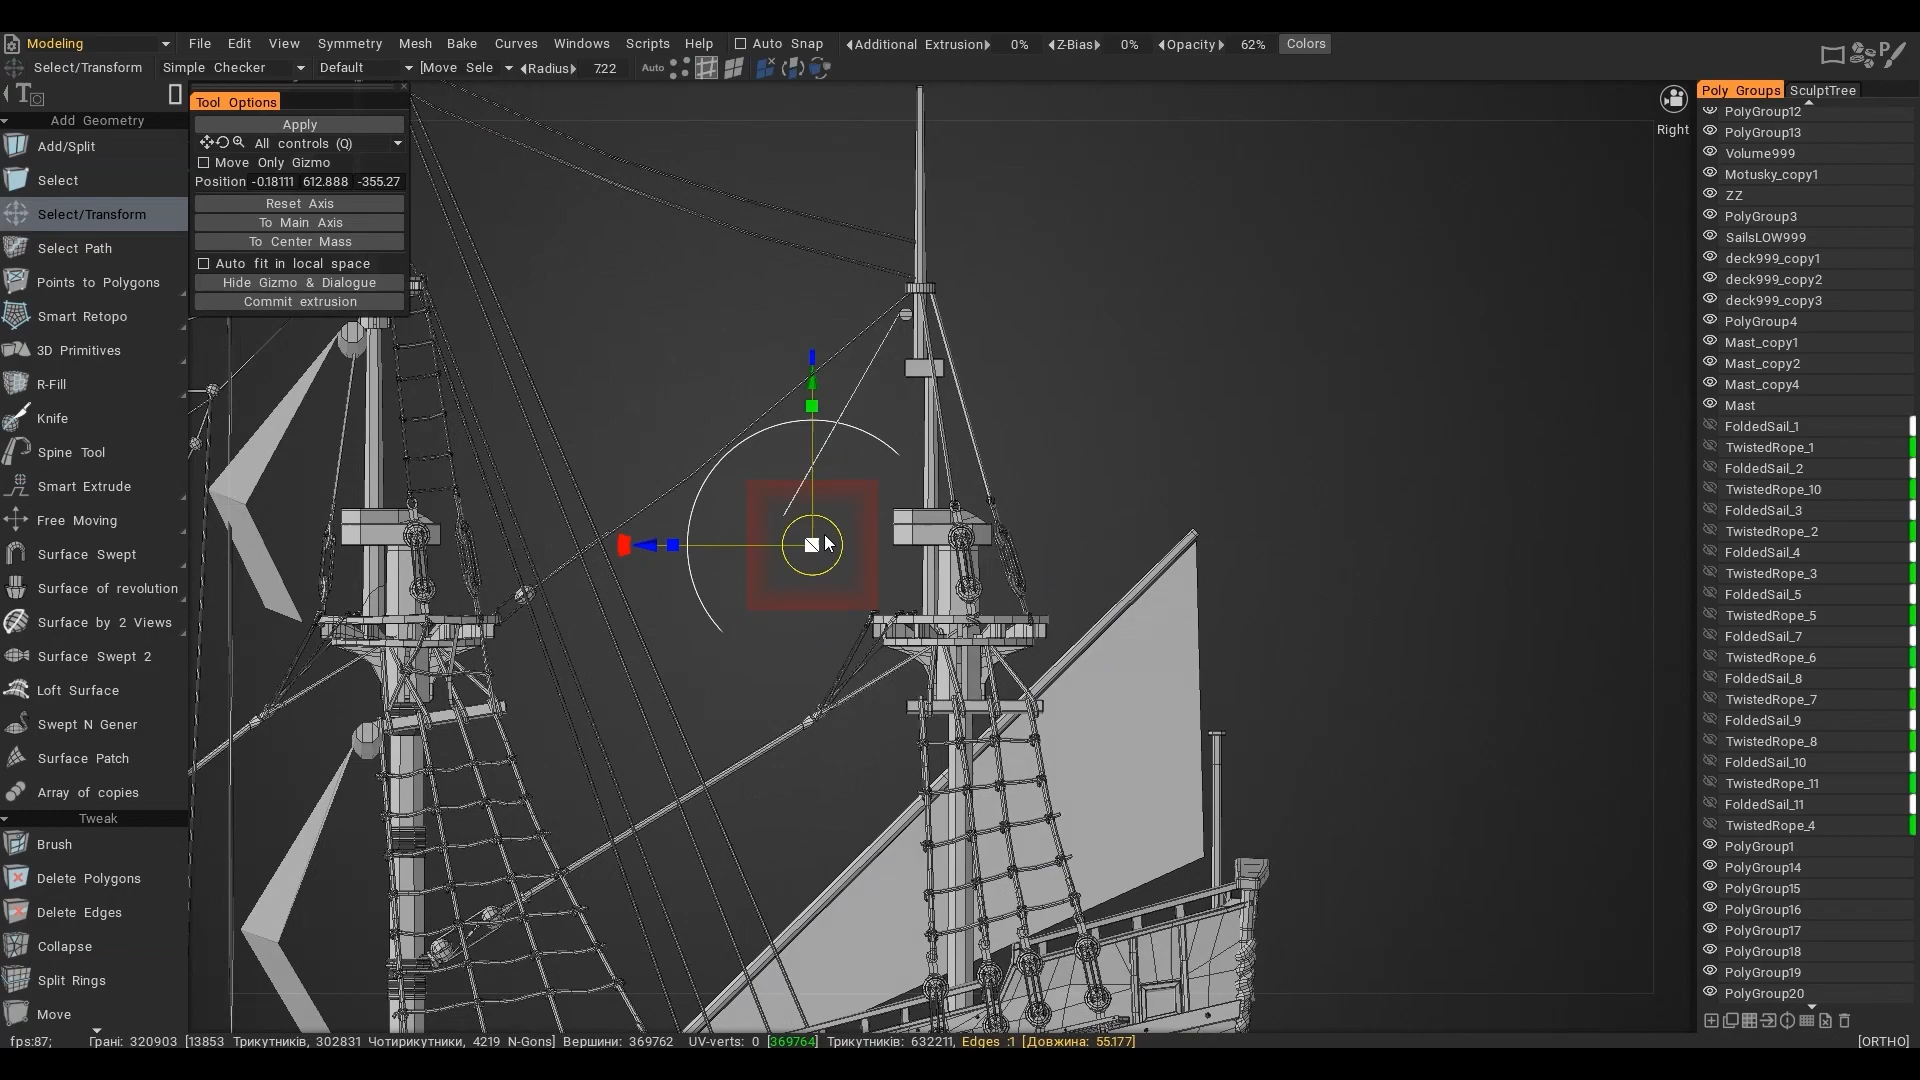 Modeling File Edit View Symmetry Mesh Bake Curves Windows Scripts Help Auto Snap Additional Extrusion 0% Z-Bias 0% Opacity 62% Colors
Select/Transform Simple Checker Default [Move Sele Radius 722 Auto
Tool Options
Apply
All controls (Q)
Move Only Gizmo
Position -0.18111 612.888 -355.27
Reset Axis
To Main Axis
To Center Mass
Auto fit in local space
Hide Gizmo & Dialogue
Commit extrusion
Add Geometry
Add/Split
Select
Select/Transform
Select Path
Points to Polygons
Smart Retopo
3D Primitives
R-Fill
Knife
Spine Tool
Smart Extrude
Free Moving
Surface Swept
Surface of revolution
Surface by 2 Views
Surface Swept 2
Loft Surface
Swept N Gener
Surface Patch
Array of copies
Tweak
Brush
Delete Polygons
Delete Edges
Collapse
Split Rings
Move
Right
Poly Groups SculptTree
PolyGroup12
PolyGroup13
Volume999
Motusky_copy1
ZZ
PolyGroup3
SailsLOW999
deck999_copy1
deck999_copy2
deck999_copy3
PolyGroup4
Mast_copy1
Mast_copy2
Mast_copy4
Mast
FoldedSail_1
TwistedRope_1
FoldedSail_2
TwistedRope_10
FoldedSail_3
TwistedRope_2
FoldedSail_4
TwistedRope_3
FoldedSail_5
TwistedRope_5
FoldedSail_7
TwistedRope_6
FoldedSail_8
TwistedRope_7
FoldedSail_9
TwistedRope_8
FoldedSail_10
TwistedRope_11
FoldedSail_11
TwistedRope_4
PolyGroup1
PolyGroup14
PolyGroup15
PolyGroup16
PolyGroup17
PolyGroup18
PolyGroup19
PolyGroup20
fps:87; Грані: 320903 [13853 Трикутників, 302831 Чотирикутники, 4219 N-Gons] Вершини: 369762 UV-verts: 0 [369764] Трикутників: 632211, Edges :1 [Довжина: 55.177] [ORTHO]